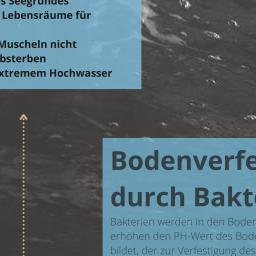 s Seegrundes
Lebensräume für
Muscheln nicht
bsterben
xtremem Hochwasser
Bodenverfe
durch Bakte
Bakterien werden in den Boden
erhöhen den PH-Wert des Bode
bildet, der zur Verfestigung des